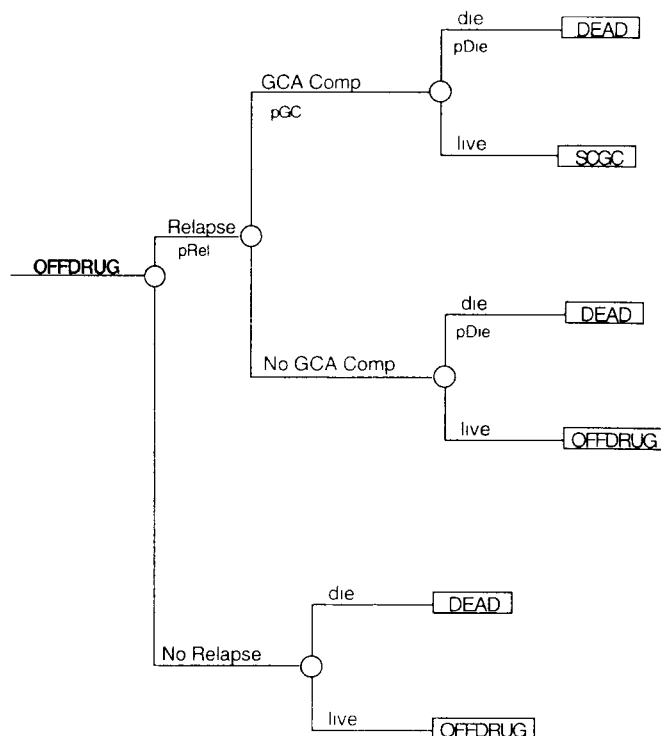 die
DEAD
pDie
GCA Comp
pGC
live
SCGC
Relapse
pRel
OFFDRUG
die
DEAD
pDie
No GCA Comp
live
OFFDRUG
die
DEAD
No Relapse
live
OFFDRUG